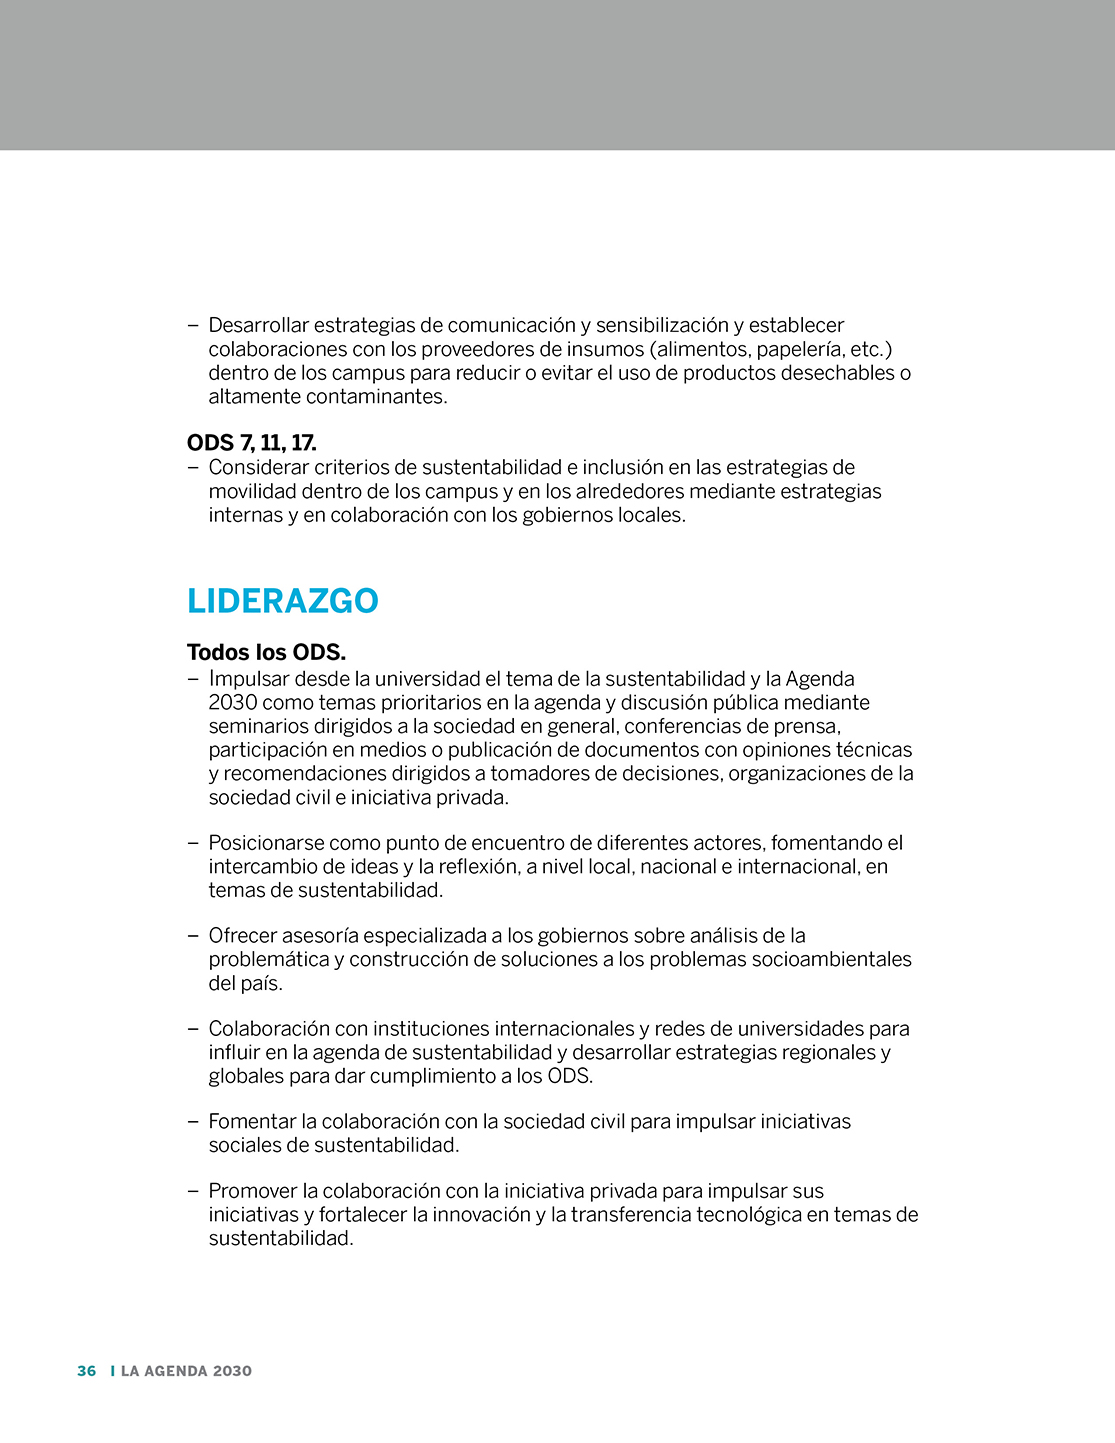 – Desarrollar estrategias de comunicación y sensibilización y establecer
colaboraciones con los proveedores de insumos (alimentos, papelería, etc.)
dentro de los campus para reducir o evitar el uso de productos desechables o
altamente contaminantes.
ODS 7, 11, 17.
– Considerar criterios de sustentabilidad e inclusión en las estrategias de
movilidad dentro de los campus y en los alrededores mediante estrategias
internas y en colaboración con los gobiernos locales.
LIDERAZGO
Todos los ODS.
– Impulsar desde la universidad el tema de la sustentabilidad y la Agenda
2030 como temas prioritarios en la agenda y discusión pública mediante
seminarios dirigidos a la sociedad en general, conferencias de prensa,
participación en medios o publicación de documentos con opiniones técnicas
y recomendaciones dirigidos a tomadores de decisiones, organizaciones de la
sociedad civil e iniciativa privada.
– Posicionarse como punto de encuentro de diferentes actores, fomentando el
intercambio de ideas y la reflexión, a nivel local, nacional e internacional, en
temas de sustentabilidad.
– Ofrecer asesoría especializada a los gobiernos sobre análisis de la
problemática y construcción de soluciones a los problemas socioambientales
del país.
– Colaboración con instituciones internacionales y redes de universidades para
influir en la agenda de sustentabilidad y desarrollar estrategias regionales y
globales para dar cumplimiento a los ODS.
– Fomentar la colaboración con la sociedad civil para impulsar iniciativas
sociales de sustentabilidad.
– Promover la colaboración con la iniciativa privada para impulsar sus
iniciativas y fortalecer la innovación y la transferencia tecnológica en temas de
sustentabilidad.
36 I LA AGENDA 2030